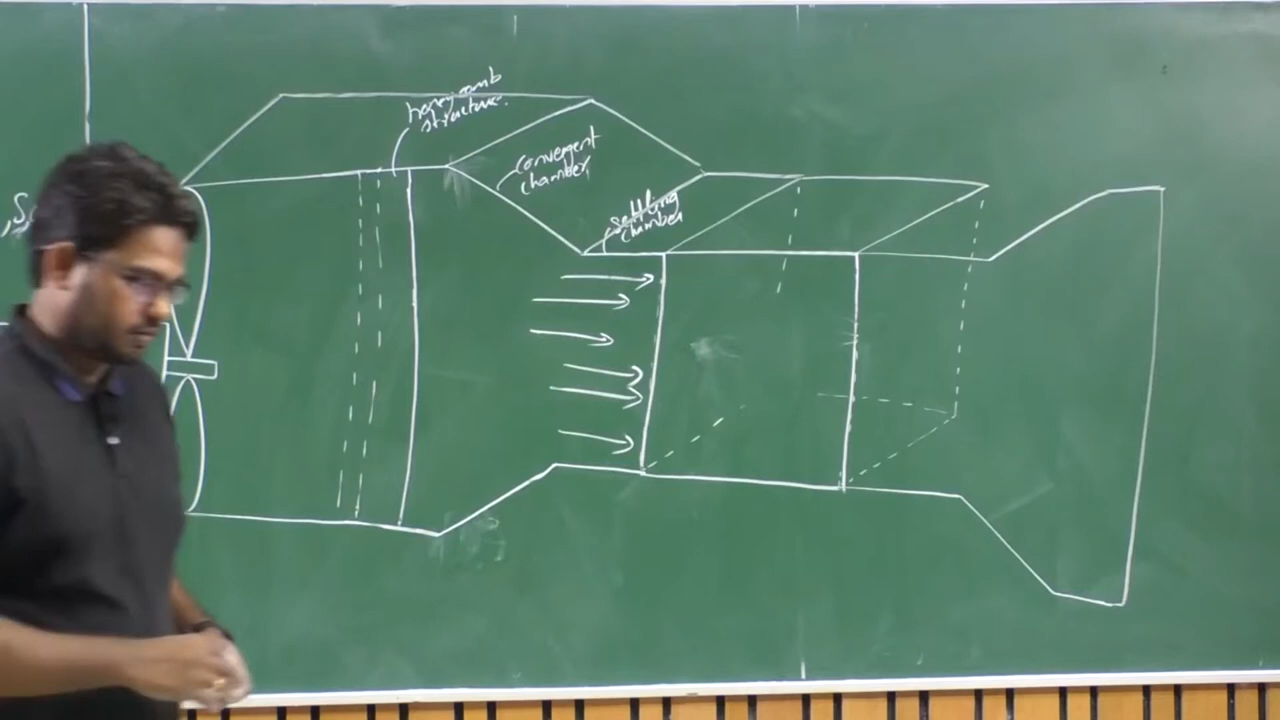 honeycomb
structure.
convergent
chamber
settling
chamber